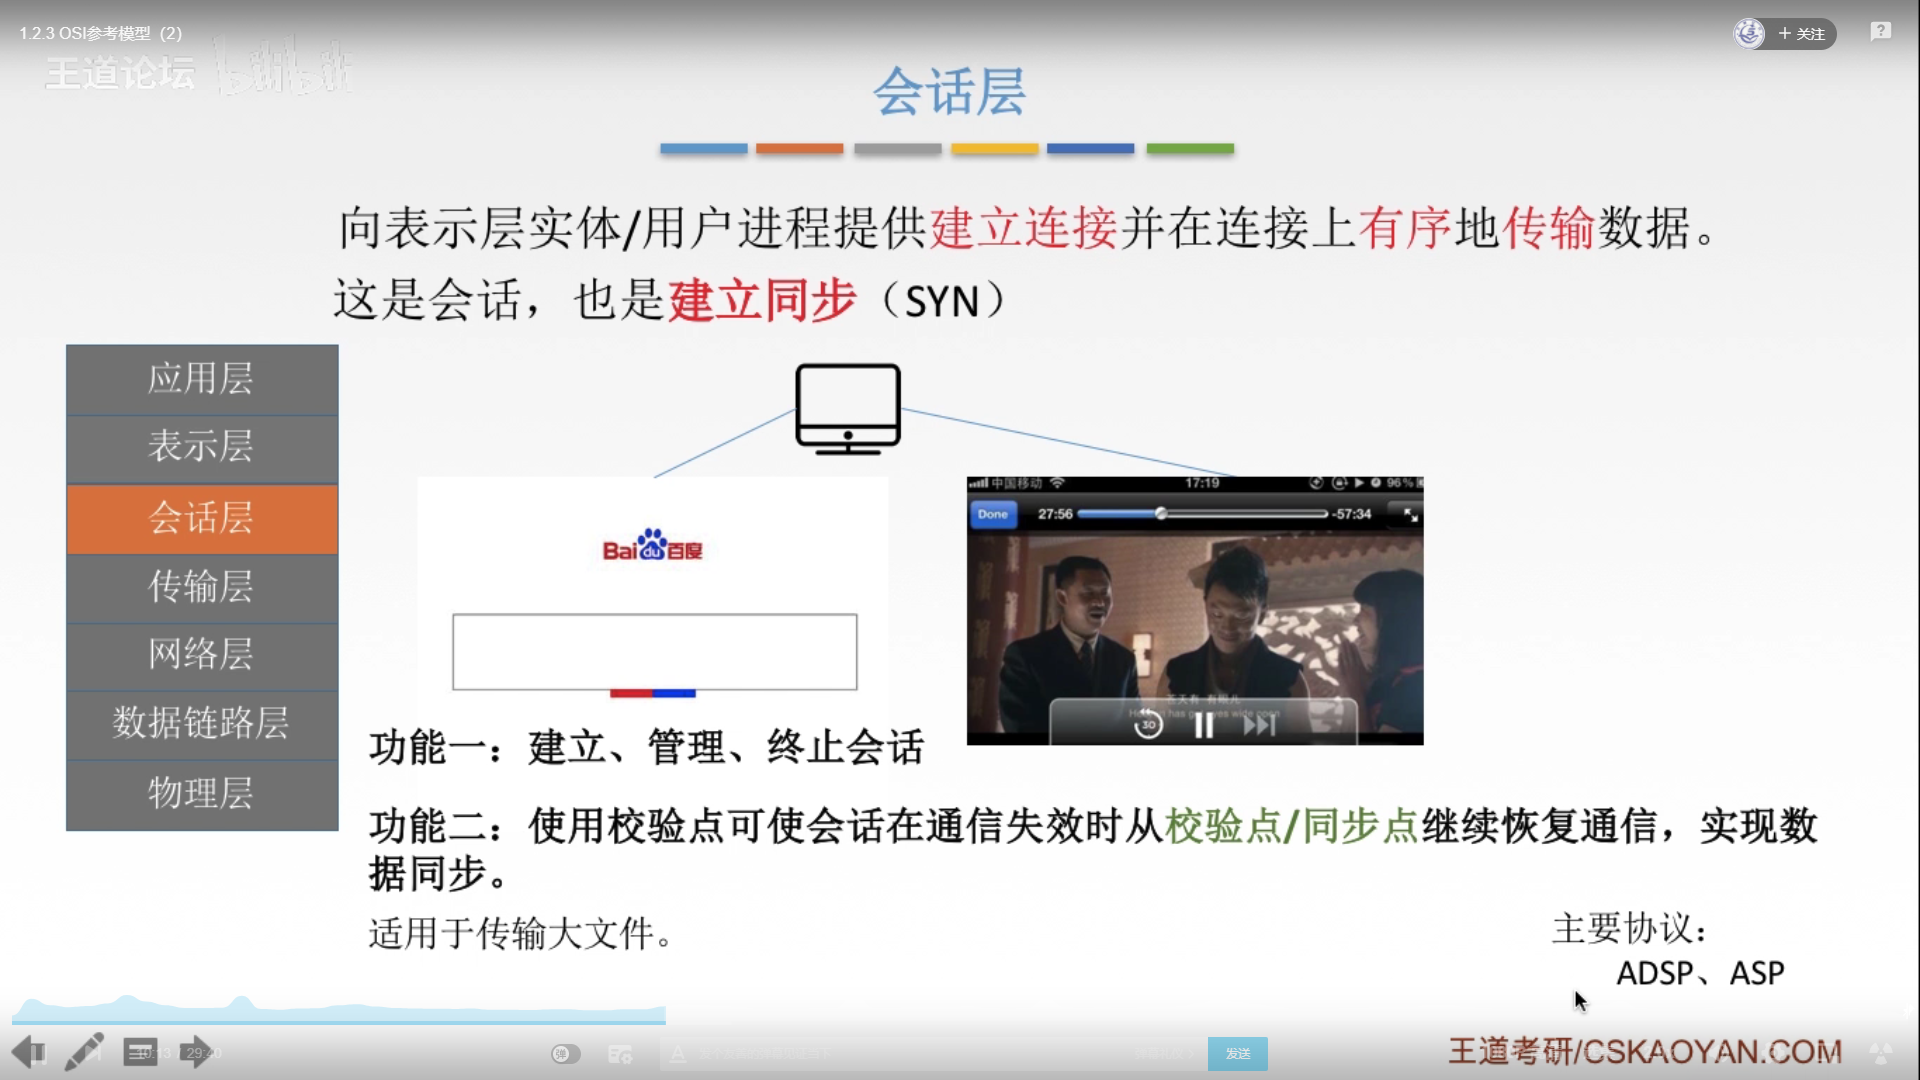 1.2.3 OSI参考模型（2）
＋ 关注
?
王道论坛 bilibili
会话层
向表示层实体/用户进程提供建立连接并在连接上有序地传输数据。
这是会话，也是建立同步（SYN）
应用层
表示层
会话层
传输层
网络层
数据链路层
物理层
Bai du 百度
中国移动 17:19 96%
Done 27:56 -57:34
30
功能一：建立、管理、终止会话
功能二：使用校验点可使会话在通信失效时从校验点/同步点继续恢复通信，实现数
据同步。
适用于传输大文件。
主要协议：
ADSP、ASP
10:13 / 29:40
弹
发送
王道考研/CSKAOYAN.COM